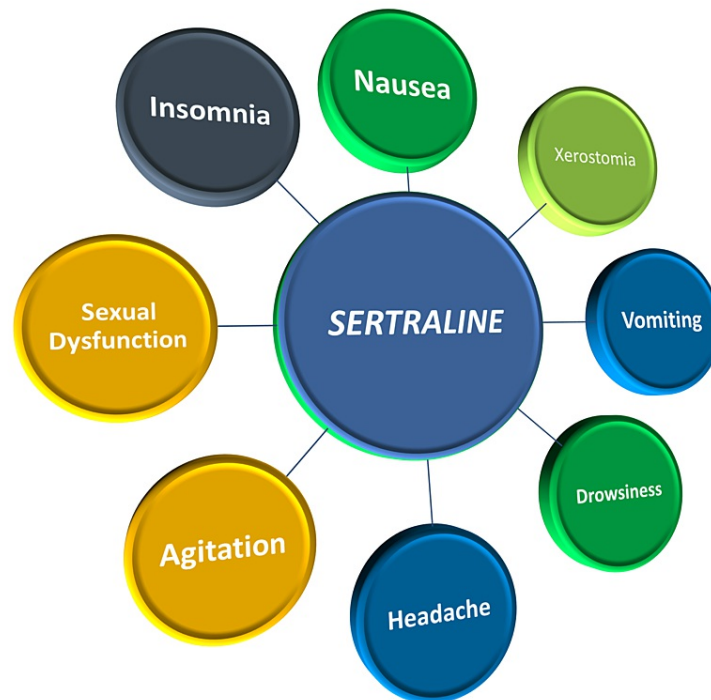 Nausea
Insomnia
Xerostomia
SERTRALINE
Vomiting
Sexual
Dysfunction
Drowsiness
Agitation
Headache